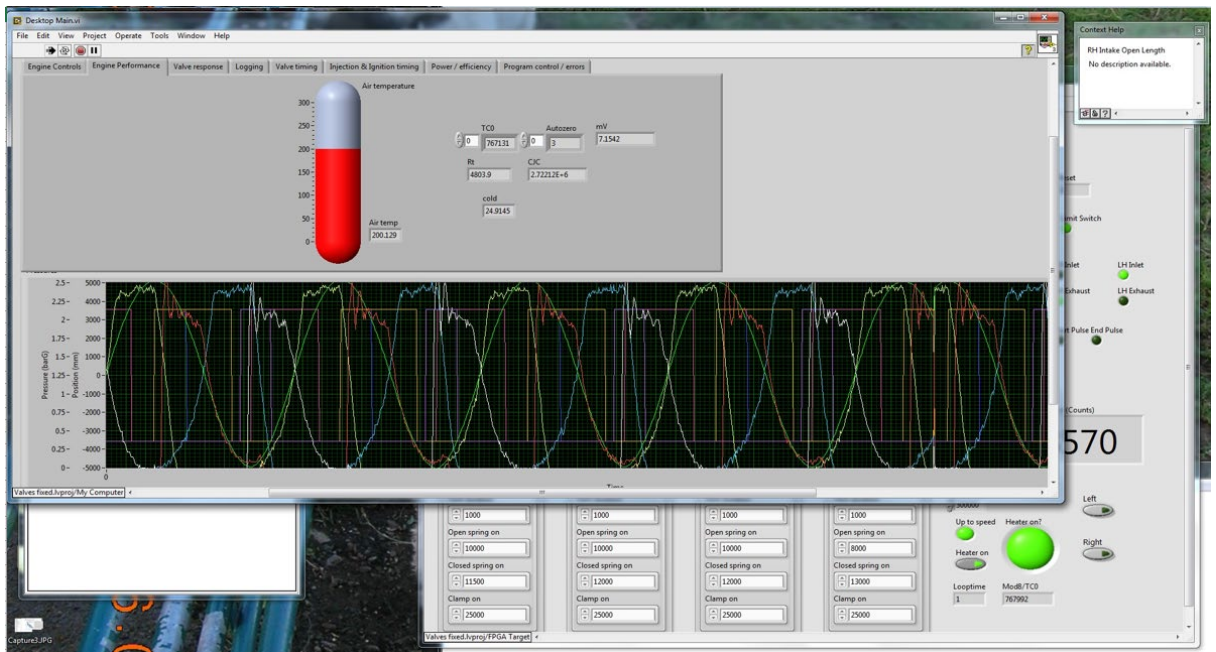 Desktop Main.vi
File Edit View Project Operate Tools Window Help
Engine Controls Engine Performance Valve response Logging Valve timing Injection & Ignition timing Power / efficiency Program control / errors
Air temperature
300-
250-
200-
150-
100-
50-
0-
Air temp
200.129
TC0 Autozero mV
0 767131 0 3 7.1542
Rt CJC
4803.9 2.72212E+6
cold
24.9145
Pressure (barG)
2.5-
2.25-
2-
1.75-
1.5-
1.25-
1-
0.75-
0.5-
0.25-
0-
Position (mm)
5000-
4000-
3000-
2000-
1000-
0-
-1000-
-2000-
-3000-
-4000-
-5000-
0
Time
Valves fixed.lvproj/My Computer
Context Help
RH Intake Open Length
No description available.
Switch
LH Inlet
Exhaust LH Exhaust
Pulse End Pulse
(Counts)
570
1000 1000 1000 1000
Open spring on Open spring on Open spring on Open spring on
10000 10000 10000 8000
Closed spring on Closed spring on Closed spring on Closed spring on
11500 12000 12000 13000
Clamp on Clamp on Clamp on Clamp on
25000 25000 25000 25000
Left
Up to speed Heater on?
Right
Heater on
Looptime ModB/TC0
1 767992
Valves fixed.lvproj/FPGA Target
Capture3.JPG